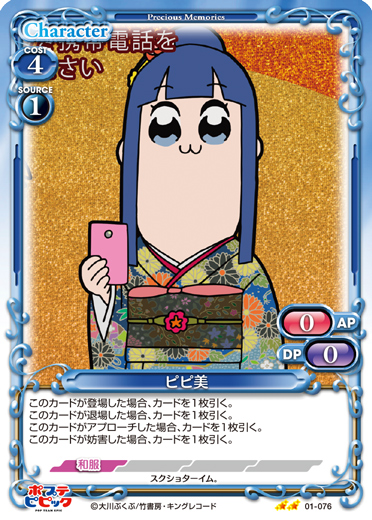 Precious Memories
Character
COST
4
SOURCE
1
携帯電話を
さい
0 AP
DP 0
ピピ美
このカードが登場した場合、カードを1枚引く。
このカードが退場した場合、カードを1枚引く。
このカードがアプローチした場合、カードを1枚引く。
このカードが妨害した場合、カードを1枚引く。
和服
スクショターイム。
ポプテピピック
POP TEAM EPIC
©大川ぶくぶ/竹書房・キングレコード
01-076